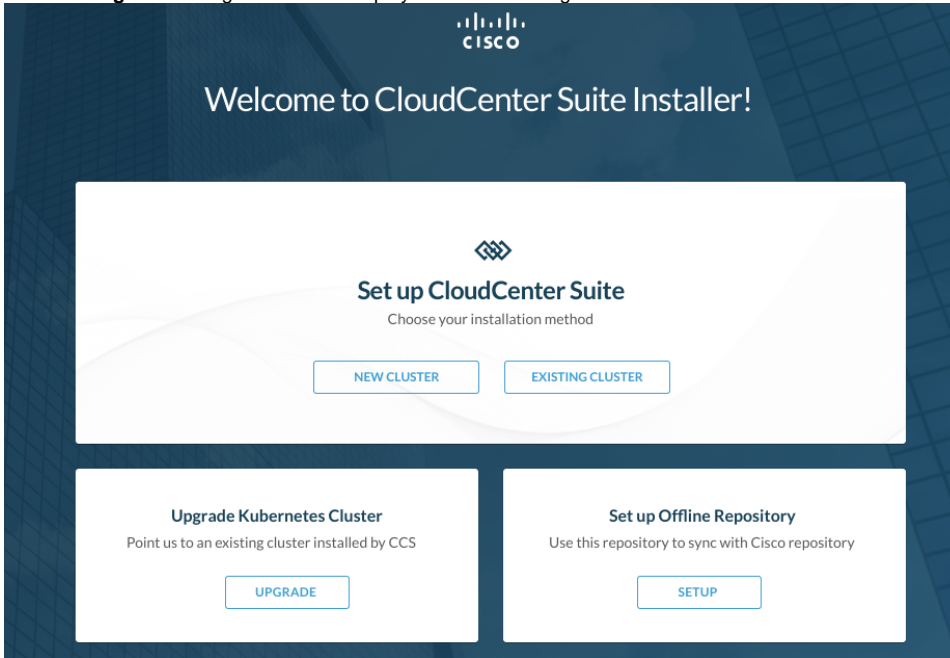 CISCO
Welcome to CloudCenter Suite Installer!
Set up CloudCenter Suite
Choose your installation method
NEW CLUSTER EXISTING CLUSTER
Upgrade Kubernetes Cluster
Point us to an existing cluster installed by CCS
UPGRADE
Set up Offline Repository
Use this repository to sync with Cisco repository
SETUP